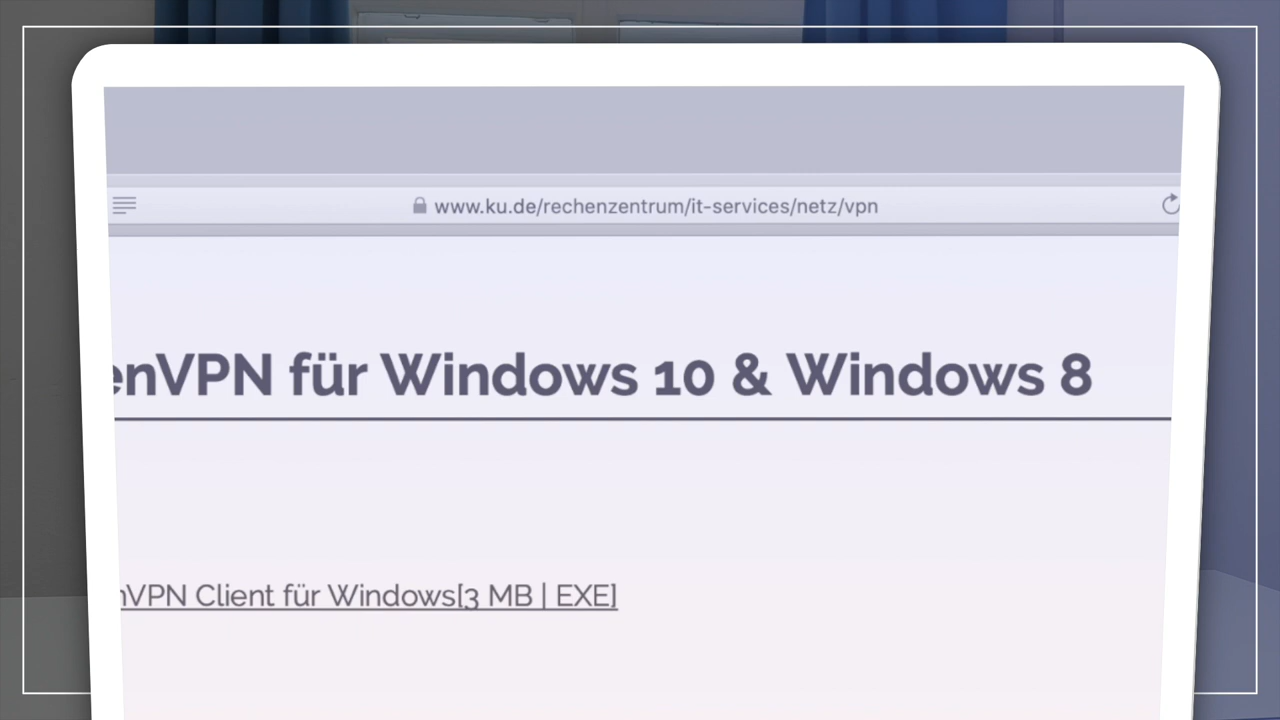 www.ku.de/rechenzentrum/it-services/netz/vpn
enVPN für Windows 10 & Windows 8
nVPN Client für Windows[3 MB | EXE]